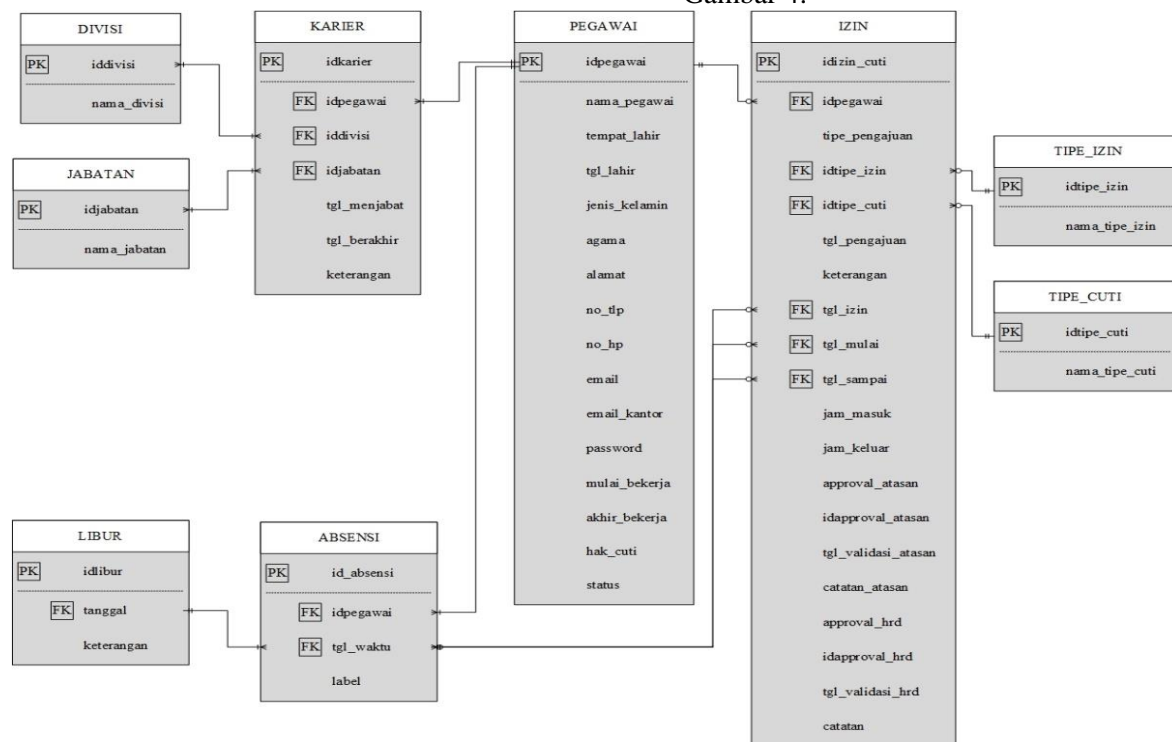 Gambar 4.
DIVISI
PK iddivisi
nama_divisi
JABATAN
PK idjabatan
nama_jabatan
KARIER
PK idkarier
FK idpegawai
FK iddivisi
FK idjabatan
tgl_menjabat
tgl_berakhir
keterangan
PEGAWAI
PK idpegawai
nama_pegawai
tempat_lahir
tgl_lahir
jenis_kelamin
agama
alamat
no_tlp
no_hp
email
email_kantor
password
mulai_bekerja
akhir_bekerja
hak_cuti
status
IZIN
PK idizin_cuti
FK idpegawai
tipe_pengajuan
FK idtipe_izin
FK idtipe_cuti
tgl_pengajuan
keterangan
FK tgl_izin
FK tgl_mulai
FK tgl_sampai
jam_masuk
jam_keluar
approval_atasan
idapproval_atasan
tgl_validasi_atasan
catatan_atasan
approval_hrd
idapproval_hrd
tgl_validasi_hrd
catatan
TIPE_IZIN
PK idtipe_izin
nama_tipe_izin
TIPE_CUTI
PK idtipe_cuti
nama_tipe_cuti
LIBUR
PK idlibur
FK tanggal
keterangan
ABSENSI
PK id_absensi
FK idpegawai
FK tgl_waktu
label